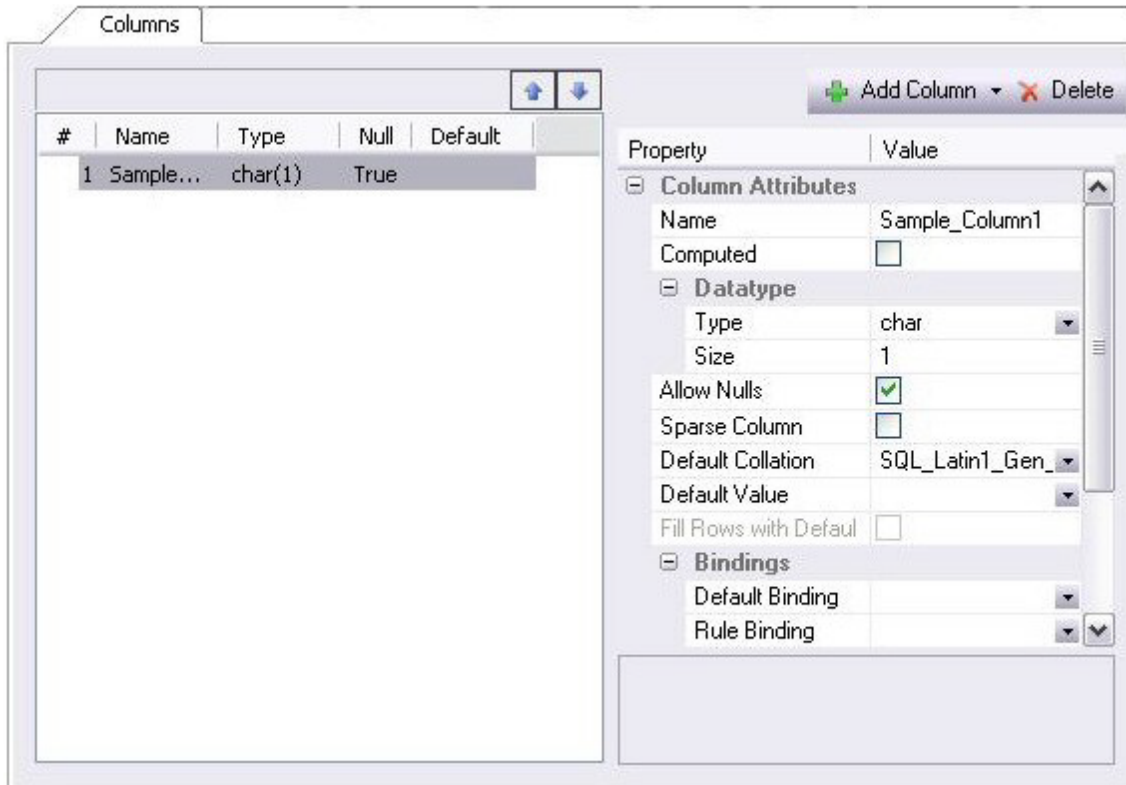 Columns
Add Column Delete
# Name Type Null Default
1 Sample... char(1) True
Property Value
Column Attributes
Name Sample_Column1
Computed
Datatype
Type char
Size 1
Allow Nulls
Sparse Column
Default Collation SQL_Latin1_Gen_
Default Value
Fill Rows with Defaul
Bindings
Default Binding
Rule Binding